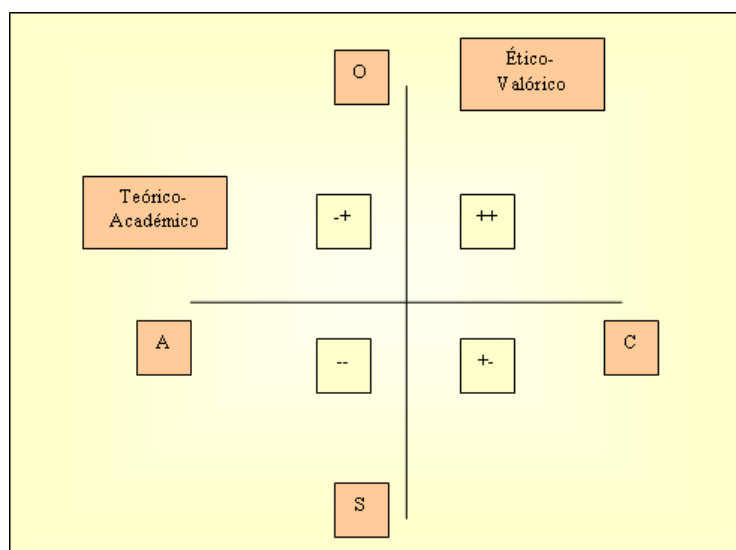 O
Ético-
Valórico
Teórico-
Académico
-+
++
A
--
+-
C
S